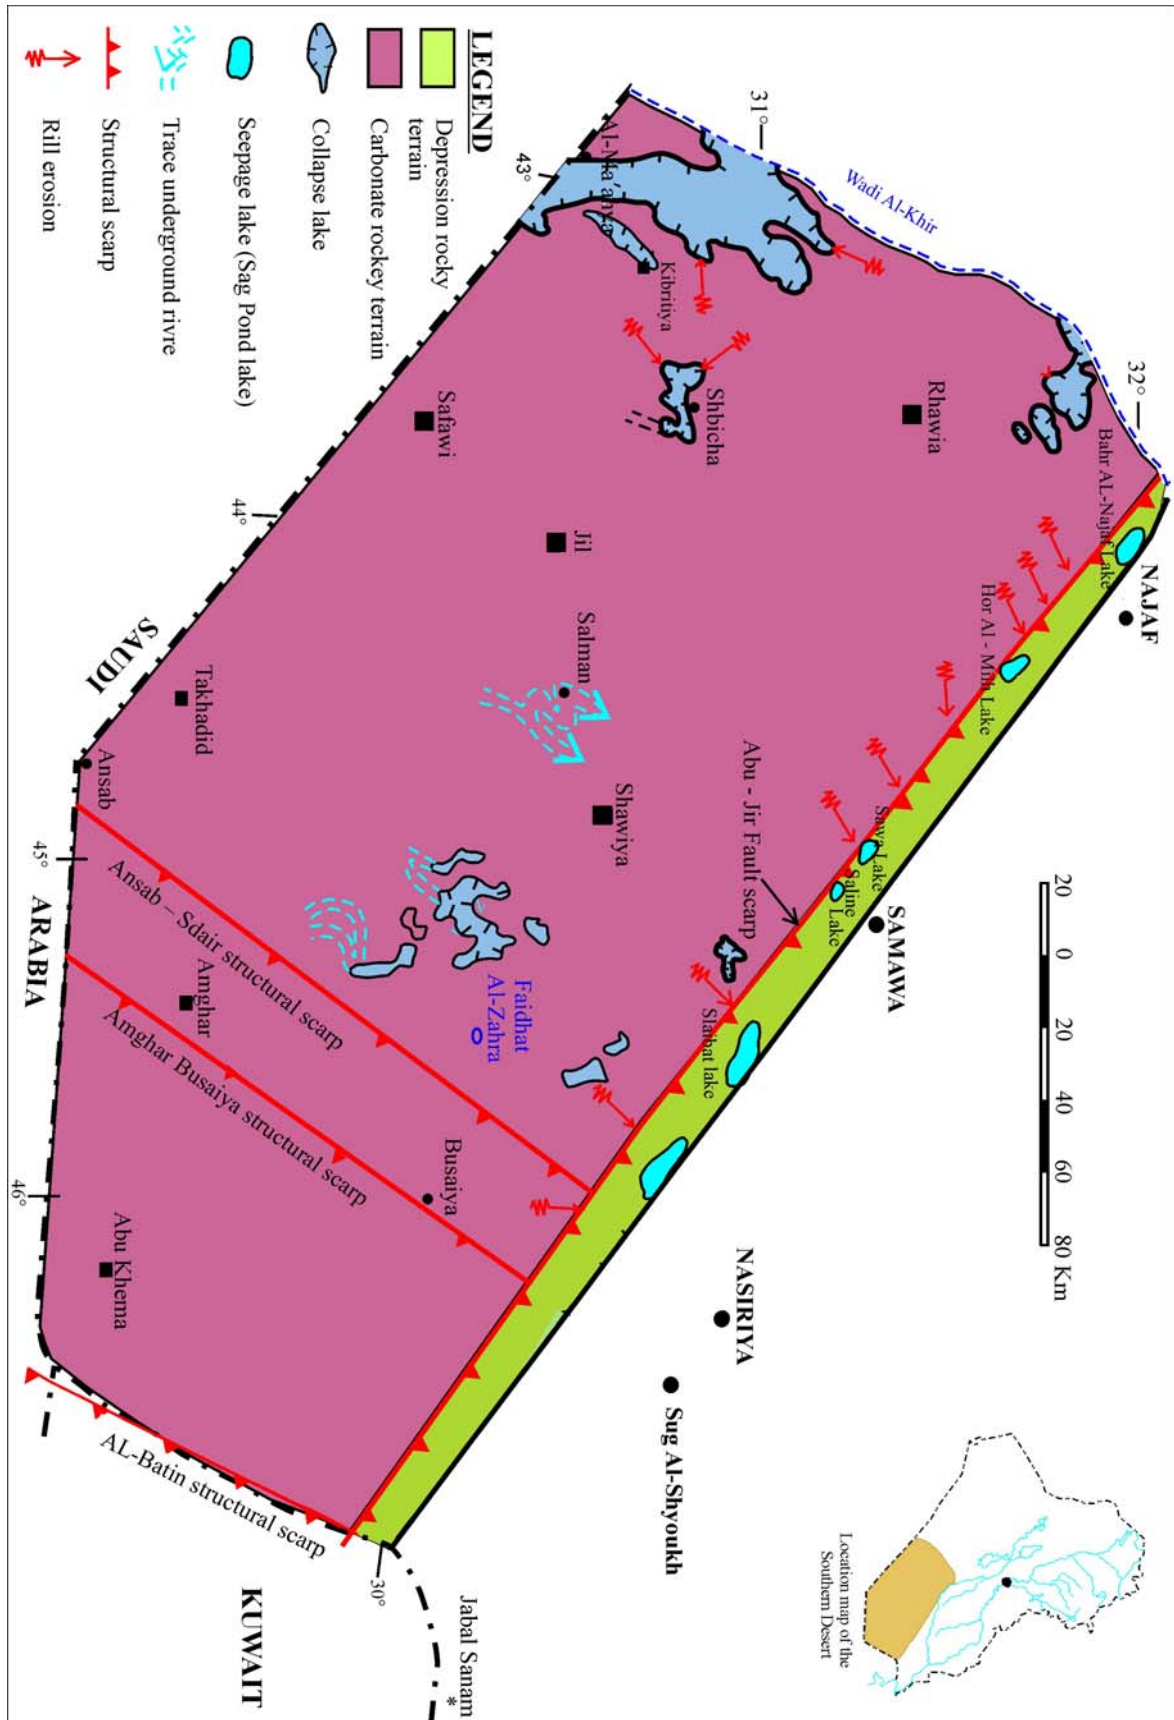 NAJAF
SAMAWA
NASIRIYA
Sug Al-Shyoukh
KUWAIT
SAUDI
ARABIA
Jabal Sanam
*
Wadi Al-Khir
31°
32°
30°
43°
44°
45°
46°
20 0 20 40 60 80 Km
Location map of the
Southern Desert
Bahr AL-Najaf Lake
Hor Al - Milh Lake
Sawa Lake
Saline
Lake
Slaibat lake
Abu - Jir Fault scarp
Rhawia
Shbicha
Kibritiya
Al-Ma'anya
Safawi
Jil
Salman
Shawiya
Takhadid
Ansab
Faidhat
Al-Zahra
Amghar
Busaiya
Abu Khema
Ansab – Sdair structural scarp
Amghar Busaiya structural scarp
AL-Batin structural scarp
LEGEND
Depression rocky
terrain
Carbonate rockey terrain
Collapse lake
Seepage lake (Sag Pond lake)
Trace underground rivre
Structural scarp
Rill erosion